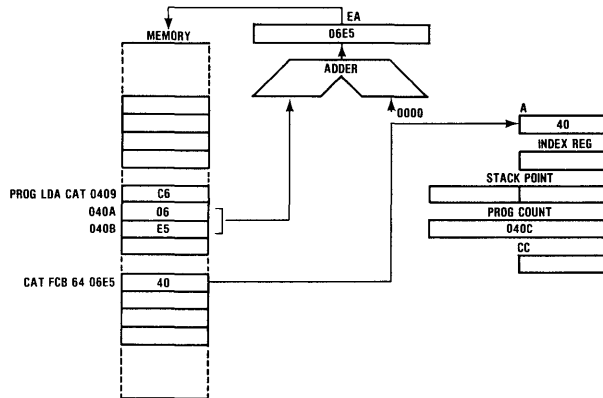 EA
MEMORY
06E5
ADDER
0000
A
40
INDEX REG
STACK POINT
PROG LDA CAT 0409 C6
040A 06
040B E5
PROG COUNT
040C
CC
CAT FCB 64 06E5 40